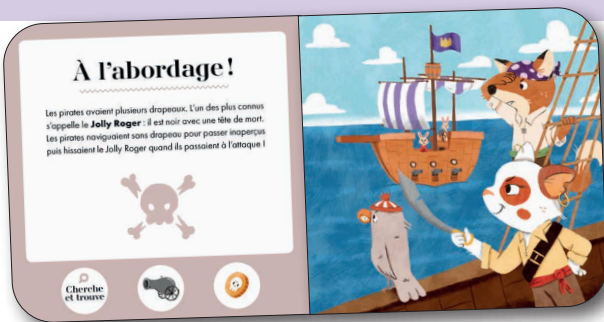 À l'abordage !
Les pirates avaient plusieurs drapeaux. L'un des plus connus
s'appelle le Jolly Roger : il est noir avec une tête de mort.
Les pirates naviguaient sans drapeau pour passer inaperçus
puis hissaient le Jolly Roger quand ils passaient à l'attaque !
Cherche
et trouve